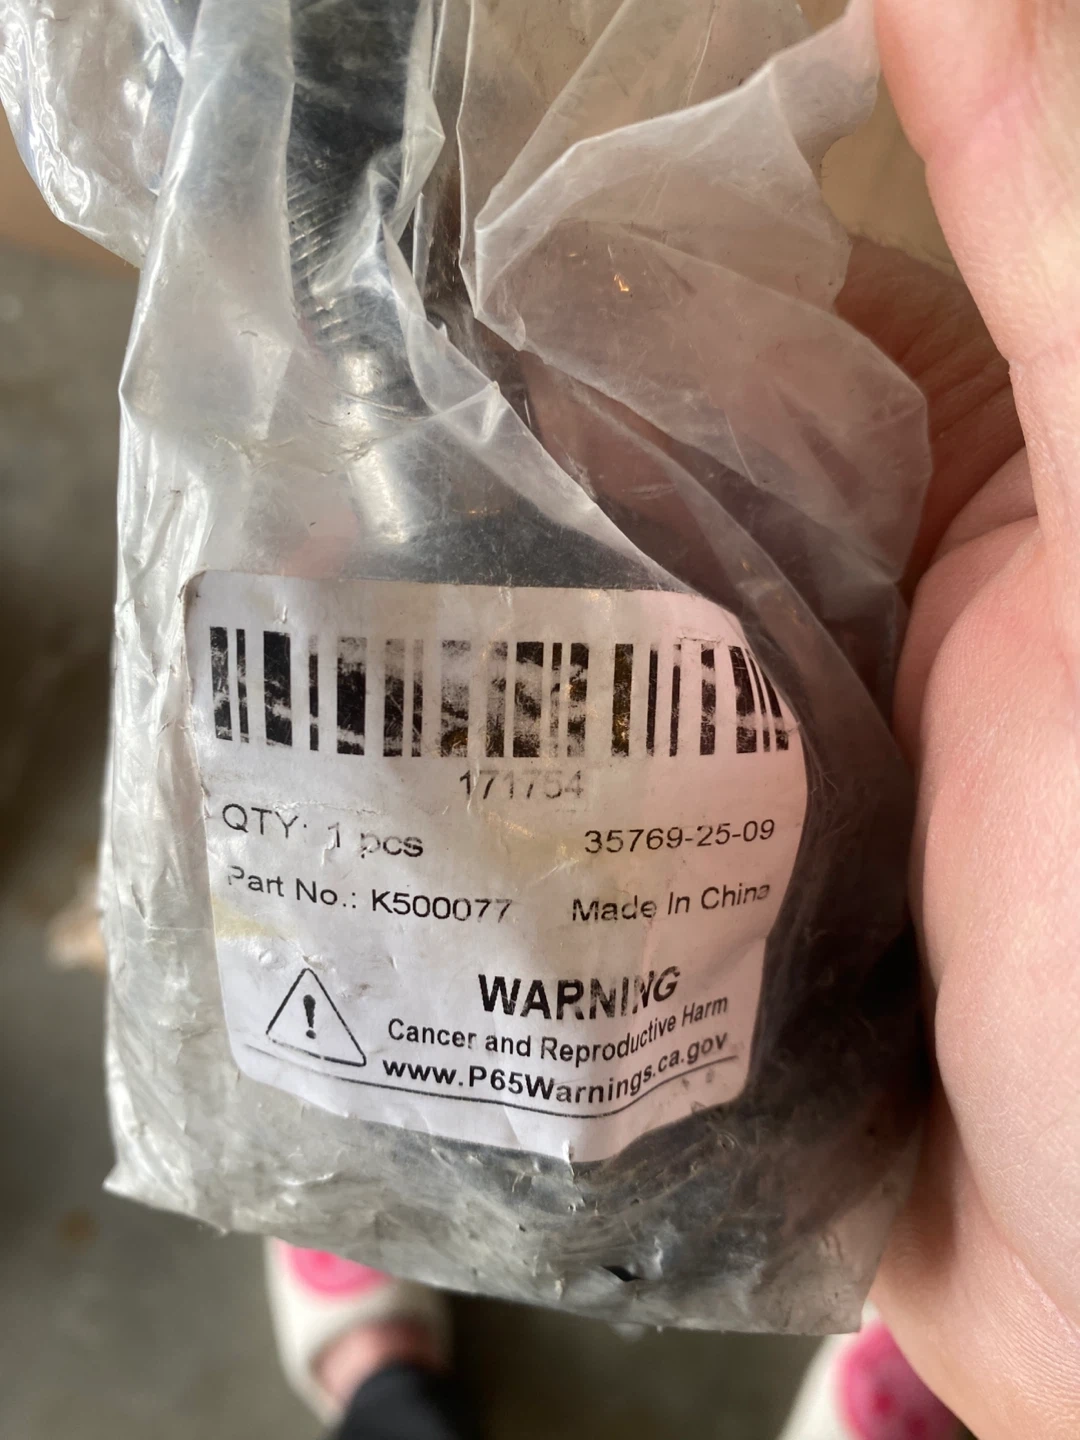 171754
QTY: 1 pcs 35769-25-09
Part No.: K500077 Made In China
WARNING
Cancer and Reproductive Harm
www.P65Warnings.ca.gov